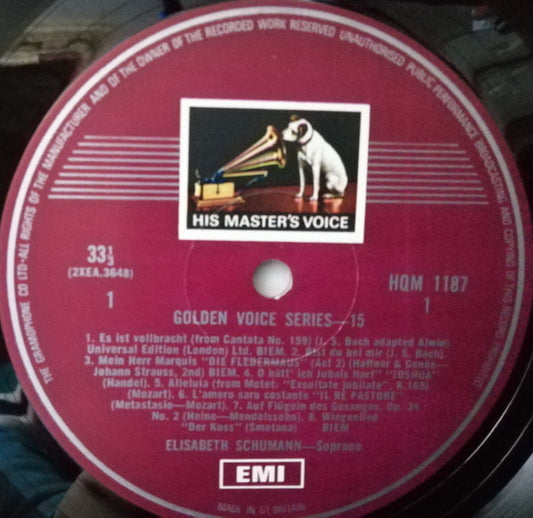 THE GRAMOPHONE CO LTD·ALL RIGHTS OF THE MANUFACTURER AND OF THE OWNER OF THE RECORDED WORK RESERVED UNAUTHORISED PUBLIC PERFORMANCE BROADCASTING AND COPYING OF THIS RECORD PROHIBITED
HIS MASTER'S VOICE
33⅓
(2XEA.3648)
1
HQM 1187
1
GOLDEN VOICE SERIES—15
1. Es ist vollbracht (from Cantata No. 159) (J. S. Bach adapted Alwin)
Universal Edition (London) Ltd. BIEM. 2. Bist du bei mir (J. S. Bach).
3. Mein Herr Marquis "DIE FLEDERMAUS" (Act 2) (Haffner & Genée—
Johann Strauss, 2nd) BIEM. 4. O hätt' ich Jubals Harf' "JOSHUA"
(Handel). 5. Alleluia (from Motet: "Exsultate jubilate", K.165)
(Mozart). 6. L'amero saro costante "IL RE PASTORE"
(Metastasio—Mozart). 7. Auf Flügeln des Gesanges, Op. 34
No. 2 (Heine—Mendelssohn). 8. Wiegenlied
"Der Kuss" (Smetana) BIEM
ELISABETH SCHUMANN—Soprano
EMI
MADE IN GT BRITAIN